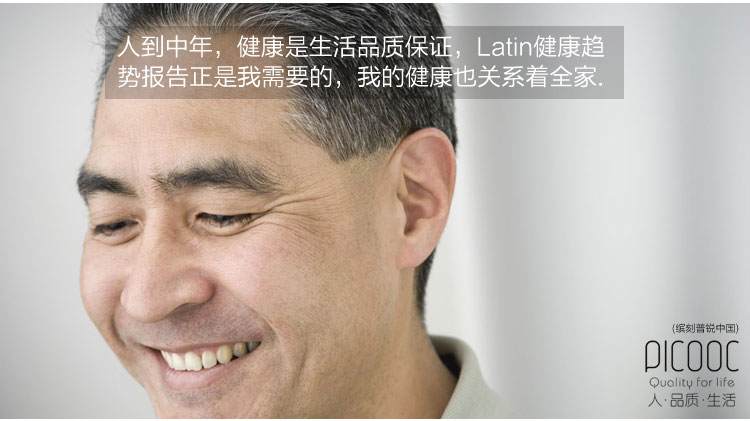 人到中年，健康是生活品质保证，Latin健康趋
势报告正是我需要的，我的健康也关系着全家.
(缤刻普锐中国)
PICOOC
Quality for life
人·品质·生活